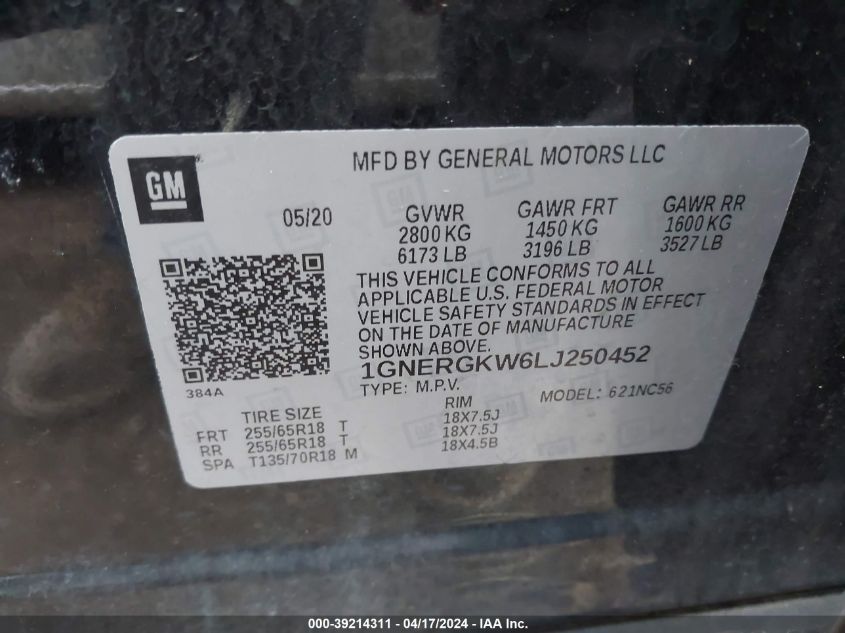 GM
MFD BY GENERAL MOTORS LLC
05/20
GVWR
2800 KG
6173 LB
GAWR FRT
1450 KG
3196 LB
GAWR RR
1600 KG
3527 LB
THIS VEHICLE CONFORMS TO ALL
APPLICABLE U.S. FEDERAL MOTOR
VEHICLE SAFETY STANDARDS IN EFFECT
ON THE DATE OF MANUFACTURE
SHOWN ABOVE.
1GNERGKW6LJ250452
TYPE: M.P.V.
MODEL: 621NC56
384A
TIRE SIZE
RIM
FRT 255/65R18 T 18X7.5J
RR 255/65R18 T 18X7.5J
SPA T135/70R18 M 18X4.5B
000-39214311 - 04/17/2024 - IAA Inc.